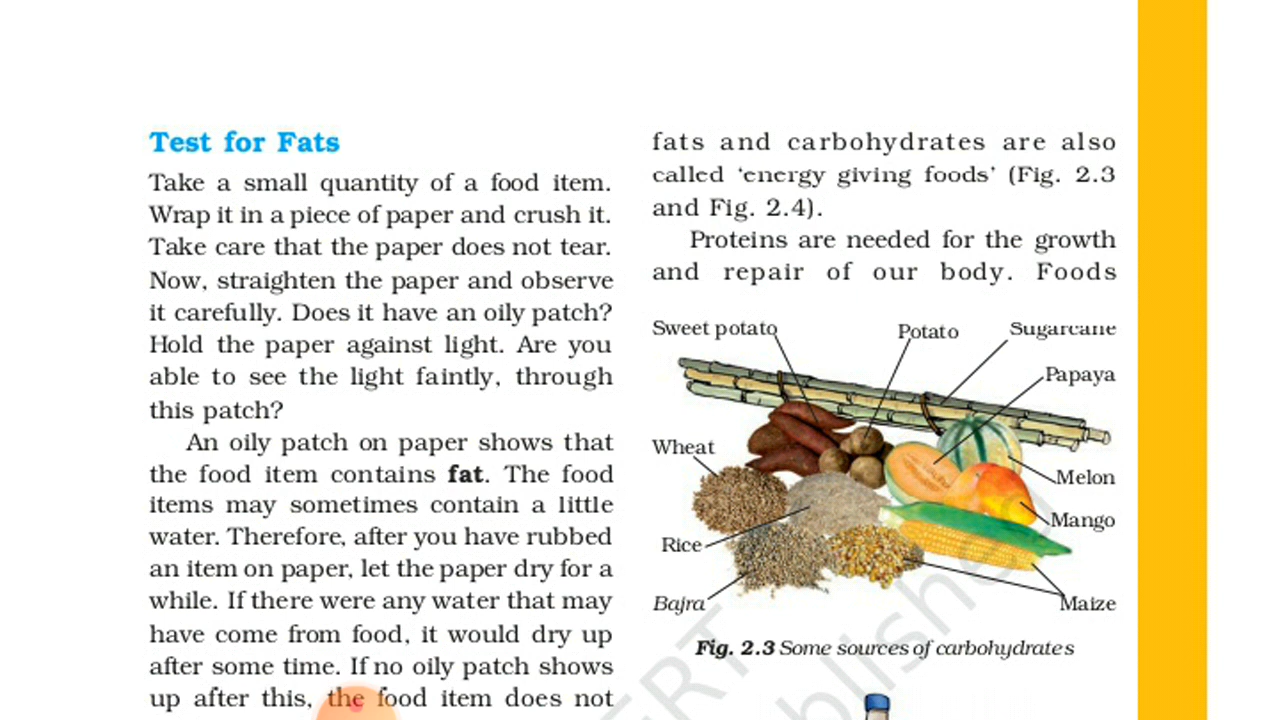 Test for Fats
Take a small quantity of a food item.
Wrap it in a piece of paper and crush it.
Take care that the paper does not tear.
Now, straighten the paper and observe
it carefully. Does it have an oily patch?
Hold the paper against light. Are you
able to see the light faintly, through
this patch?
An oily patch on paper shows that
the food item contains fat. The food
items may sometimes contain a little
water. Therefore, after you have rubbed
an item on paper, let the paper dry for a
while. If there were any water that may
have come from food, it would dry up
after some time. If no oily patch shows
up after this, the food item does not
fats and carbohydrates are also
called ‘energy giving foods’ (Fig. 2.3
and Fig. 2.4).
Proteins are needed for the growth
and repair of our body. Foods
Sweet potato
Potato
Sugarcane
Papaya
Wheat
Melon
Mango
Rice
Bajra
Maize
Fig. 2.3 Some sources of carbohydrates